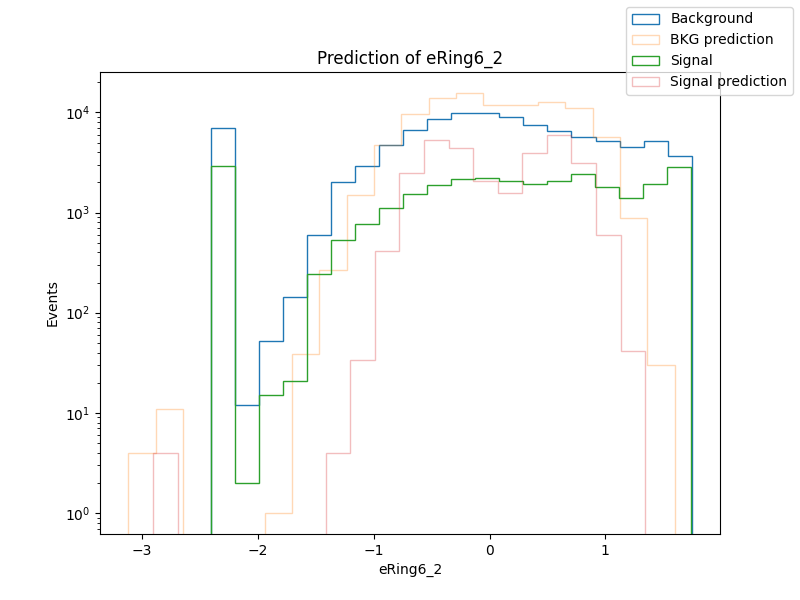 Prediction of eRing6_2
Background
BKG prediction
Signal
Signal prediction
Events
10⁴
10³
10²
10¹
10⁰
−3
−2
−1
0
1
eRing6_2